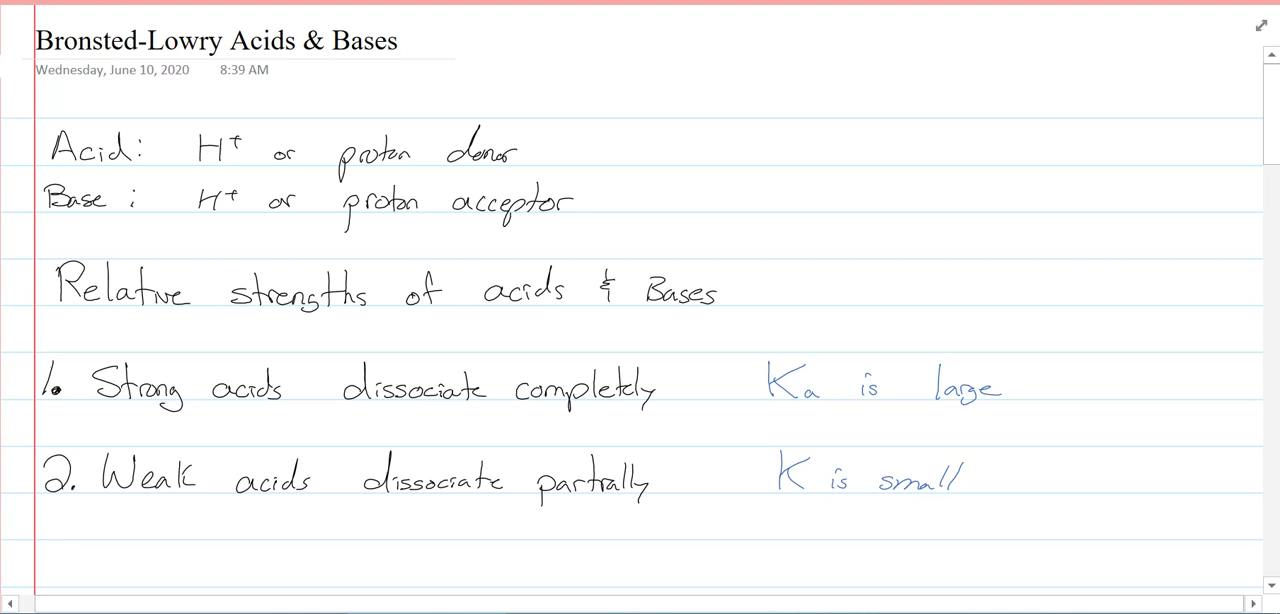 Bronsted-Lowry Acids & Bases
Wednesday, June 10, 2020 8:39 AM
Acid: H+ or proton donor
Base: H+ or proton acceptor
Relative strengths of acids & Bases
1. Strong acids dissociate completely Ka is large
2. Weak acids dissociate partially K is small